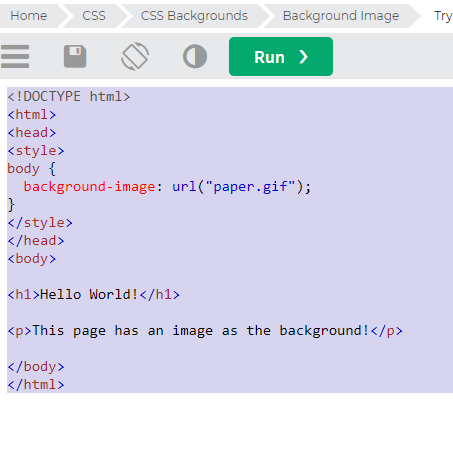 Home CSS CSS Backgrounds Background Image Try
Run ❯
<!DOCTYPE html>
<html>
<head>
<style>
body {
  background-image: url("paper.gif");
}
</style>
</head>
<body>

<h1>Hello World!</h1>

<p>This page has an image as the background!</p>

</body>
</html>